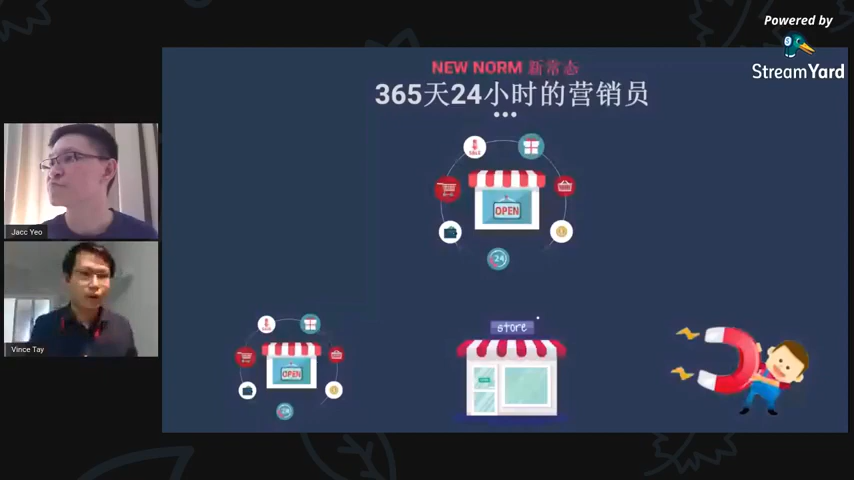 Powered by
StreamYard
NEW NORM 新常态
365天24小时的营销员
OPEN
24
Jacc Yeo
Vince Tay
OPEN
store